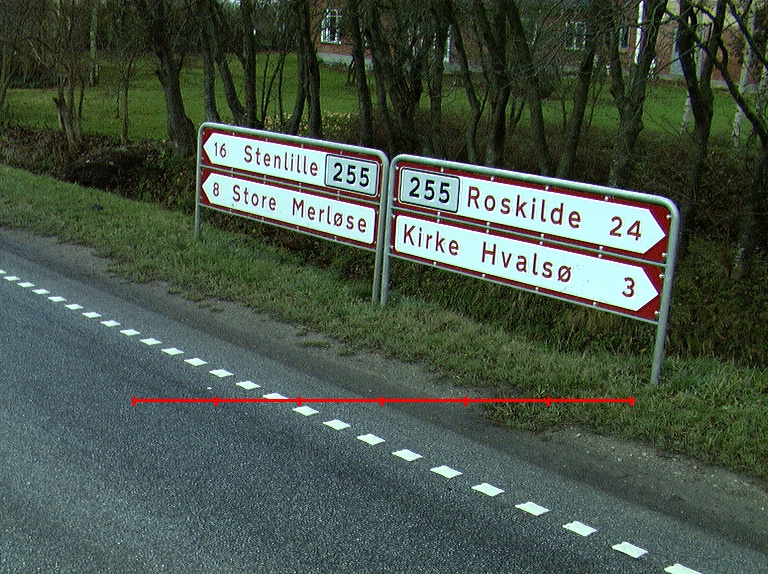 16 Stenlille 255
8 Store Merløse
255 Roskilde 24
Kirke Hvalsø 3